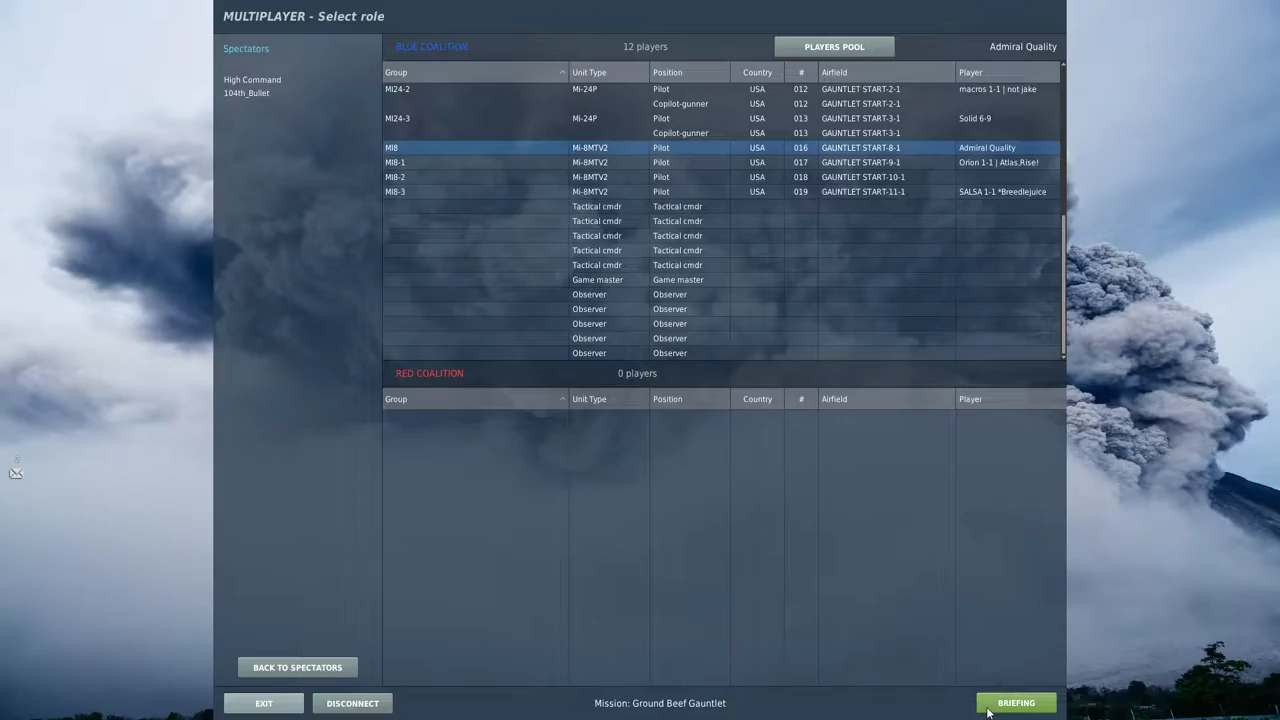 MULTIPLAYER - Select role
Spectators
High Command
104th_Bullet
BLUE COALITION 12 players PLAYERS POOL Admiral Quality
Group Unit Type Position Country # Airfield Player
MI24-2 Mi-24P Pilot USA 012 GAUNTLET START-2-1 macros 1-1 | not jake
Copilot-gunner USA 012 GAUNTLET START-2-1
MI24-3 Mi-24P Pilot USA 013 GAUNTLET START-3-1 Solid 6-9
Copilot-gunner USA 013 GAUNTLET START-3-1
MI8 Mi-8MTV2 Pilot USA 016 GAUNTLET START-8-1 Admiral Quality
MI8-1 Mi-8MTV2 Pilot USA 017 GAUNTLET START-9-1 Orion 1-1 | Atlas,Rise!
MI8-2 Mi-8MTV2 Pilot USA 018 GAUNTLET START-10-1
MI8-3 Mi-8MTV2 Pilot USA 019 GAUNTLET START-11-1 SALSA 1-1 *Breedlejuice
Tactical cmdr Tactical cmdr
Tactical cmdr Tactical cmdr
Tactical cmdr Tactical cmdr
Tactical cmdr Tactical cmdr
Tactical cmdr Tactical cmdr
Game master Game master
Observer Observer
Observer Observer
Observer Observer
Observer Observer
Observer Observer
RED COALITION 0 players
Group Unit Type Position Country # Airfield Player
2
BACK TO SPECTATORS
EXIT DISCONNECT Mission: Ground Beef Gauntlet BRIEFING